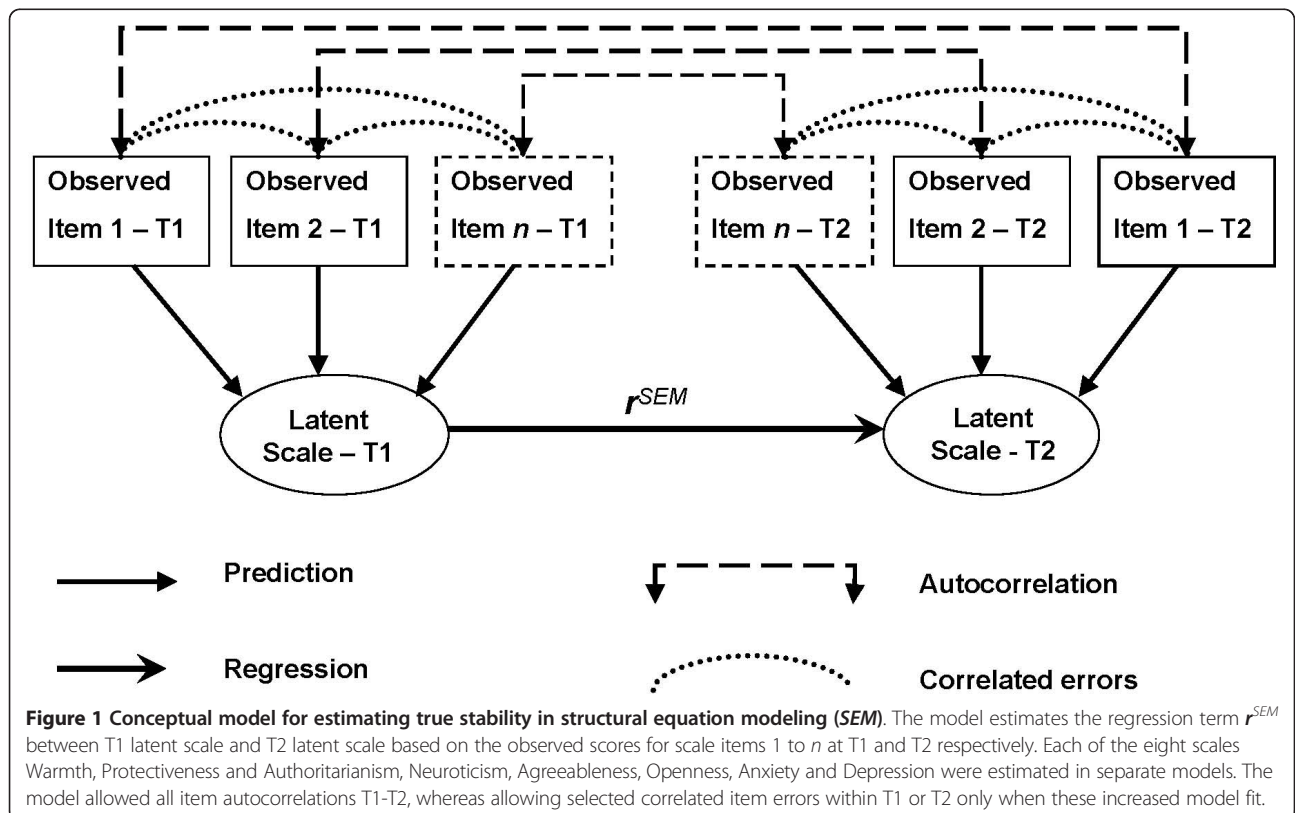 Observed
Item 1 – T1
Observed
Item 2 – T1
Observed
Item n – T1
Observed
Item n – T2
Observed
Item 2 – T2
Observed
Item 1 – T2
Latent
Scale – T1
r^SEM
Latent
Scale - T2
Prediction
Autocorrelation
Regression
Correlated errors
Figure 1 Conceptual model for estimating true stability in structural equation modeling (SEM). The model estimates the regression term r^SEM
between T1 latent scale and T2 latent scale based on the observed scores for scale items 1 to n at T1 and T2 respectively. Each of the eight scales
Warmth, Protectiveness and Authoritarianism, Neuroticism, Agreeableness, Openness, Anxiety and Depression were estimated in separate models. The
model allowed all item autocorrelations T1-T2, whereas allowing selected correlated item errors within T1 or T2 only when these increased model fit.